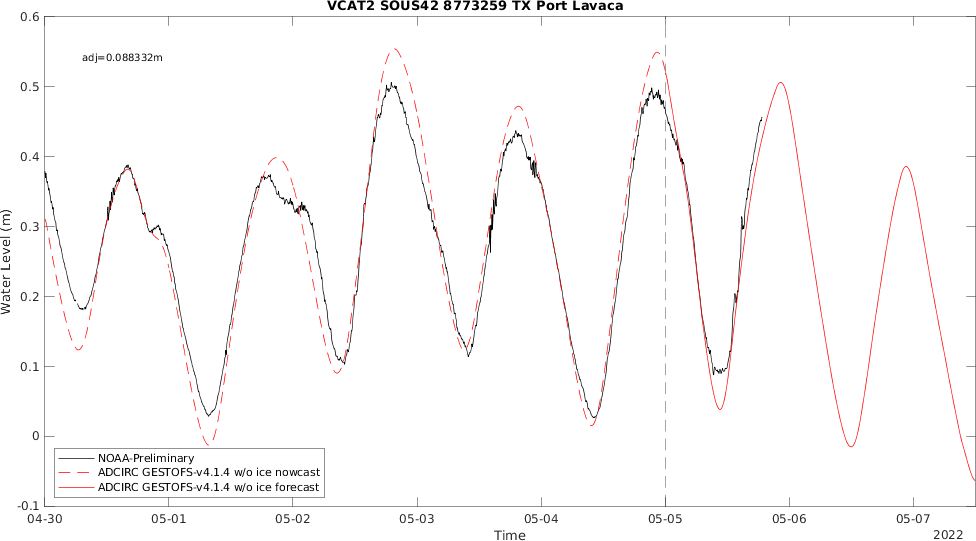 VCAT2 SOUS42 8773259 TX Port Lavaca
0.6
adj=0.088332m
0.5
0.4
0.3
Water Level (m)
0.2
0.1
0
-0.1
NOAA-Preliminary
ADCIRC GESTOFS-v4.1.4 w/o ice nowcast
ADCIRC GESTOFS-v4.1.4 w/o ice forecast
04-30 05-01 05-02 05-03 05-04 05-05 05-06 05-07
Time
2022